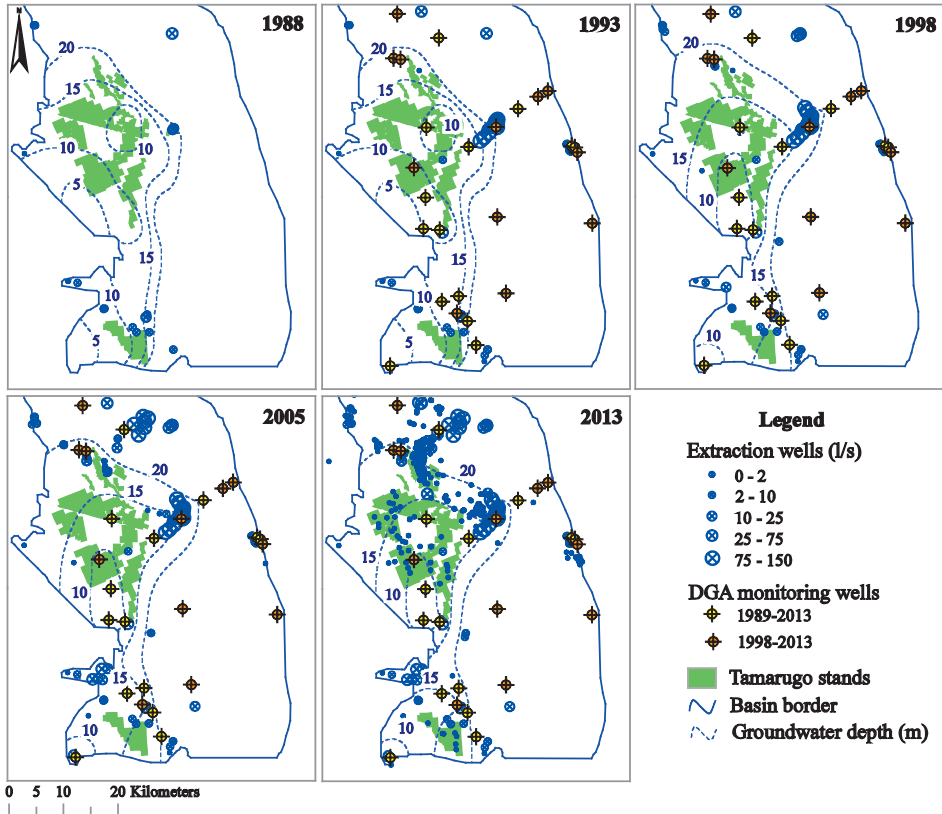 N
1988
20
15
10
10
5
15
10
5
1993
20
15
10
10
5
15
10
5
1998
20
15
10
15
10
2005
20
15
10
15
10
2013
20
15
10
15
10
Legend
Extraction wells (l/s)
0 - 2
2 - 10
10 - 25
25 - 75
75 - 150
DGA monitoring wells
1989-2013
1998-2013
Tamarugo stands
Basin border
Groundwater depth (m)
0 5 10 20 Kilometers